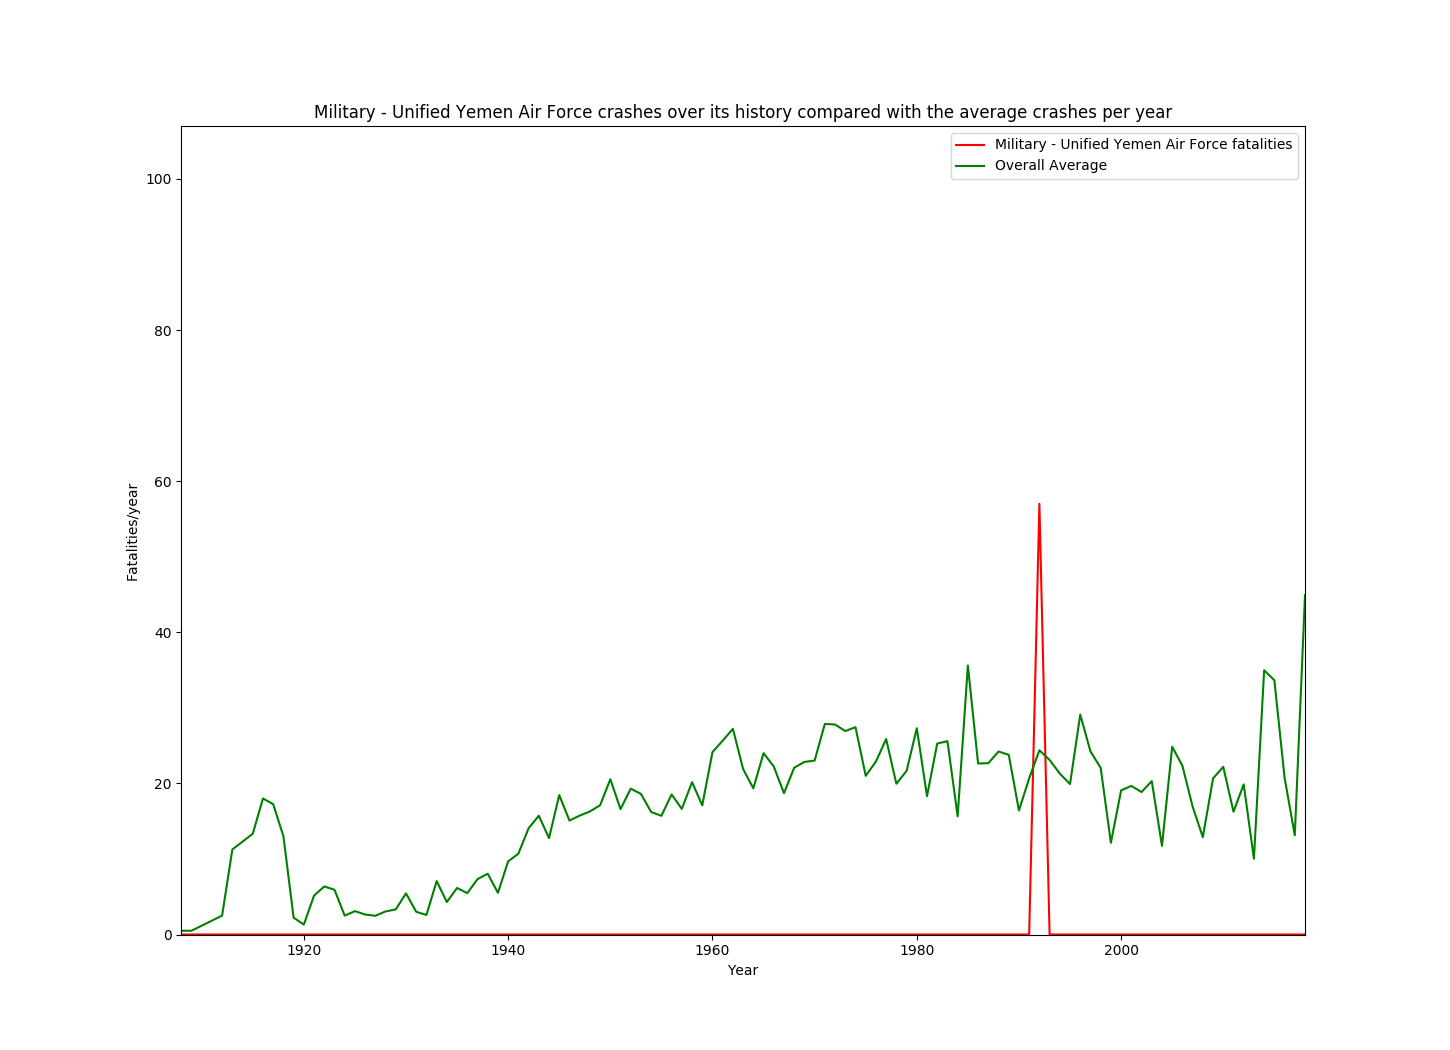 Military - Unified Yemen Air Force crashes over its history compared with the average crashes per year
Military - Unified Yemen Air Force fatalities
Overall Average
100
80
60
40
20
0
Fatalities/year
1920 1940 1960 1980 2000
Year